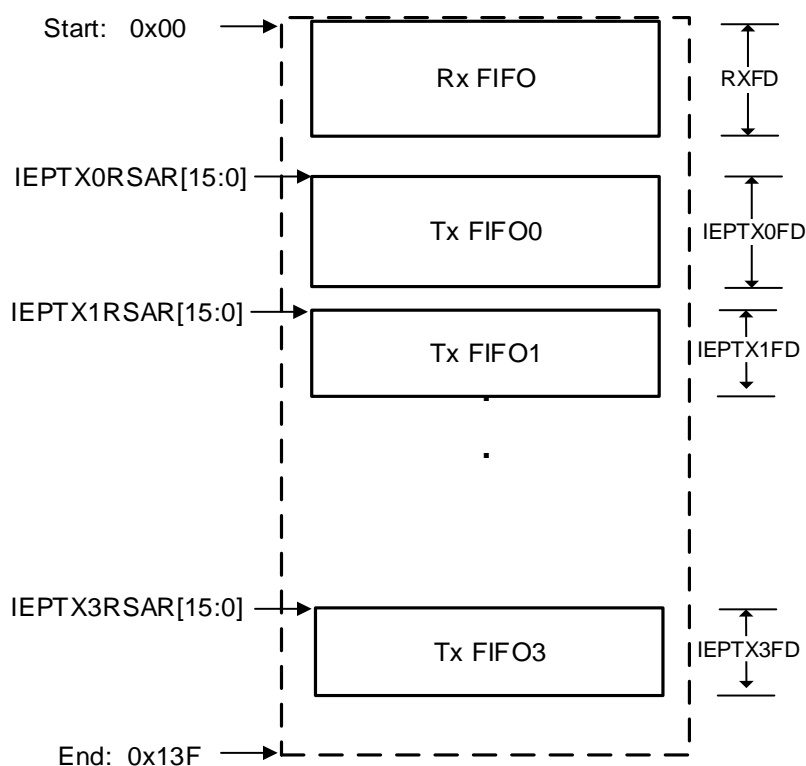 Start: 0x00
Rx FIFO
RXFD
IEPTX0RSAR[15:0]
Tx FIFO0
IEPTX0FD
IEPTX1RSAR[15:0]
Tx FIFO1
IEPTX1FD
.
.
IEPTX3RSAR[15:0]
Tx FIFO3
IEPTX3FD
End: 0x13F